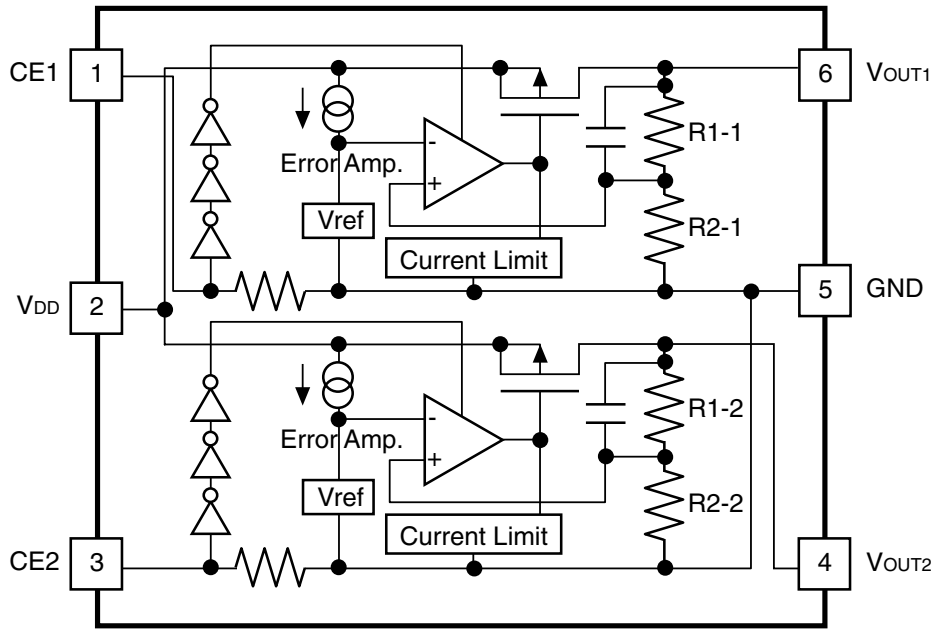 CE1
1
6
VOUT1
R1-1
-
Error Amp.
+
Vref
R2-1
Current Limit
VDD
2
5
GND
R1-2
-
Error Amp.
+
Vref
R2-2
Current Limit
CE2
3
4
VOUT2